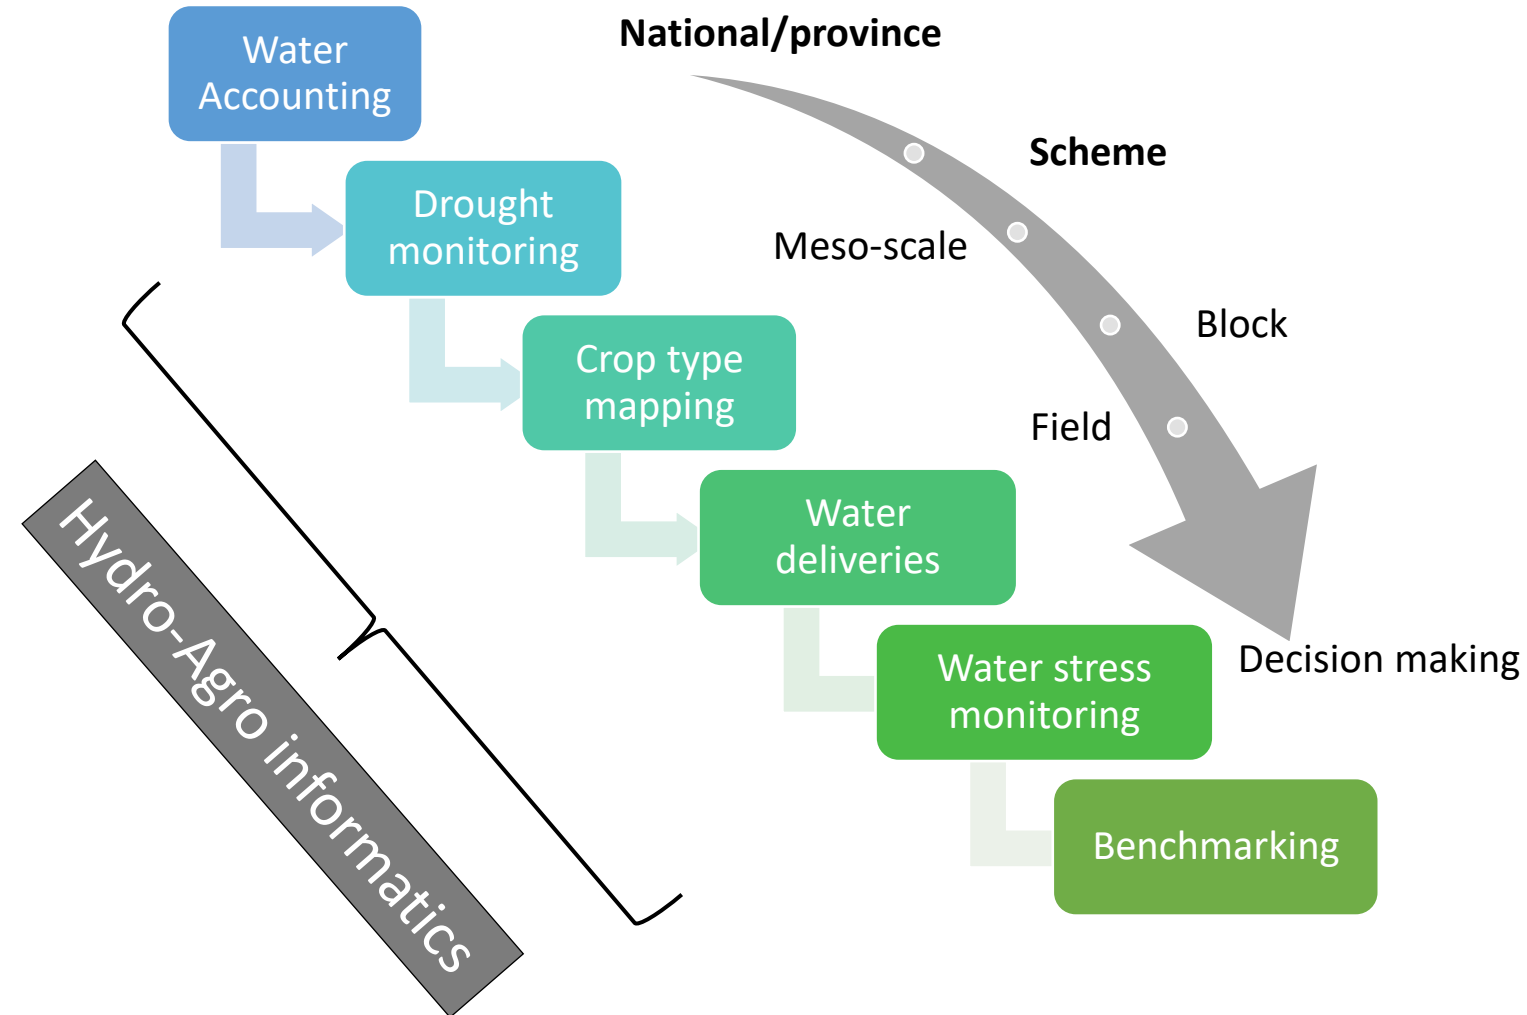 Water
Accounting
National/province
Scheme
Drought
monitoring
Meso-scale
Block
Crop type
mapping
Field
Water
deliveries
Hydro-Agro informatics
Water stress
monitoring
Decision making
Benchmarking